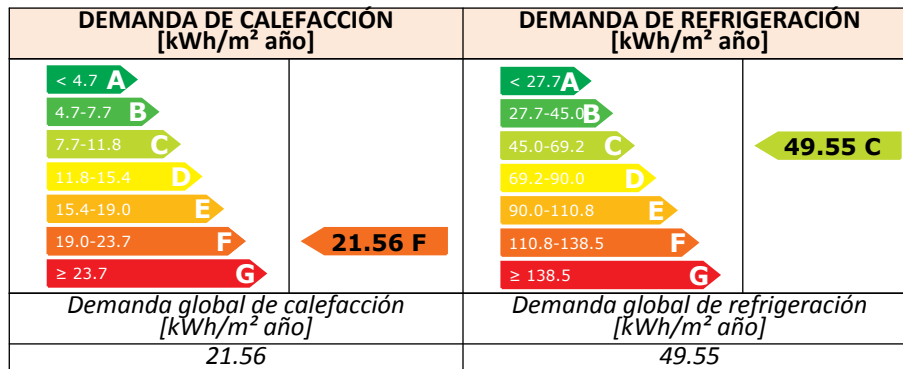 DEMANDA DE CALEFACCIÓN
[kWh/m² año]
DEMANDA DE REFRIGERACIÓN
[kWh/m² año]
< 4.7 A
4.7-7.7 B
7.7-11.8 C
11.8-15.4 D
15.4-19.0 E
19.0-23.7 F
≥ 23.7 G
21.56 F
< 27.7 A
27.7-45.0 B
45.0-69.2 C
69.2-90.0 D
90.0-110.8 E
110.8-138.5 F
≥ 138.5 G
49.55 C
Demanda global de calefacción
[kWh/m² año]
Demanda global de refrigeración
[kWh/m² año]
21.56
49.55